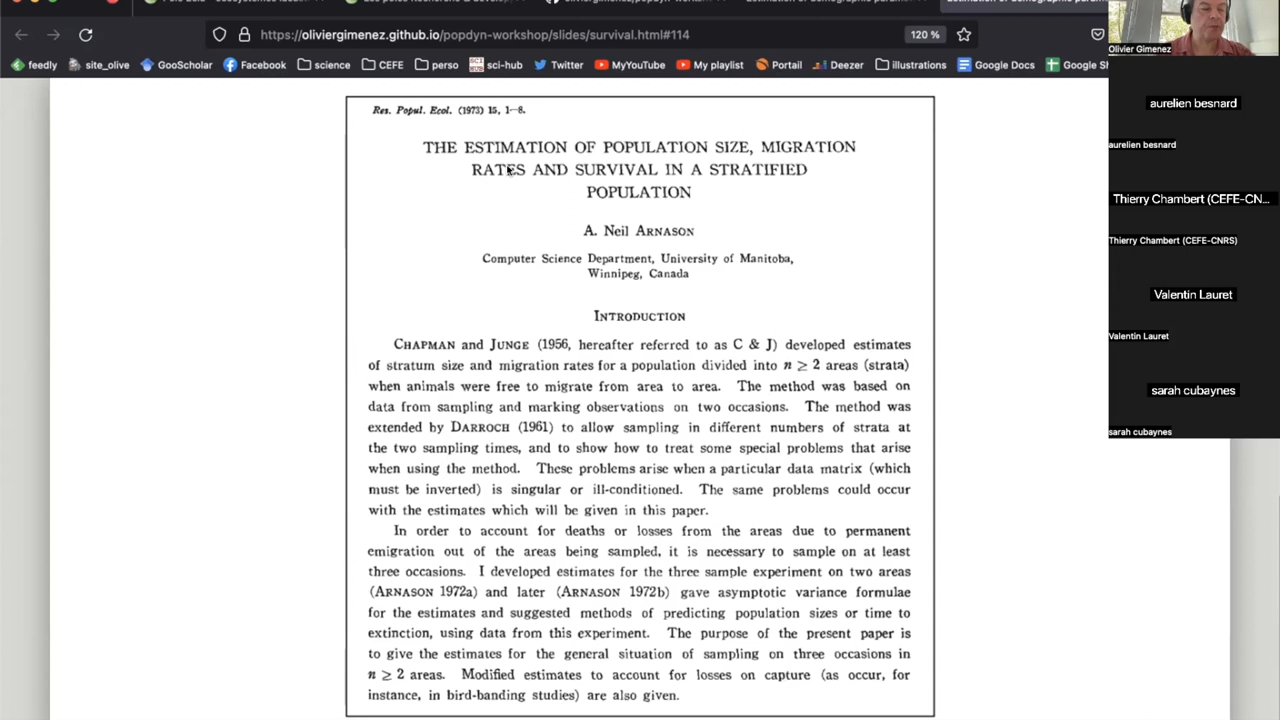 https://oliviergimenez.github.io/popdyn-workshop/slides/survival.html#114
120 %
Olivier Gimenez
feedly site_olive GooScholar Facebook science CEFE perso sci-hub Twitter MyYouTube My playlist Portail Deezer illustrations Google Docs Google Sh
Res. Popul. Ecol. (1973) 15, 1–8.
THE ESTIMATION OF POPULATION SIZE, MIGRATION
RATES AND SURVIVAL IN A STRATIFIED
POPULATION
A. Neil ARNASON
Computer Science Department, University of Manitoba,
Winnipeg, Canada
INTRODUCTION
CHAPMAN and JUNGE (1956, hereafter referred to as C & J) developed estimates
of stratum size and migration rates for a population divided into n ≥ 2 areas (strata)
when animals were free to migrate from area to area. The method was based on
data from sampling and marking observations on two occasions. The method was
extended by DARROCH (1961) to allow sampling in different numbers of strata at
the two sampling times, and to show how to treat some special problems that arise
when using the method. These problems arise when a particular data matrix (which
must be inverted) is singular or ill-conditioned. The same problems could occur
with the estimates which will be given in this paper.
In order to account for deaths or losses from the areas due to permanent
emigration out of the areas being sampled, it is necessary to sample on at least
three occasions. I developed estimates for the three sample experiment on two areas
(ARNASON 1972a) and later (ARNASON 1972b) gave asymptotic variance formulae
for the estimates and suggested methods of predicting population sizes or time to
extinction, using data from this experiment. The purpose of the present paper is
to give the estimates for the general situation of sampling on three occasions in
n ≥ 2 areas. Modified estimates to account for losses on capture (as occur, for
instance, in bird-banding studies) are also given.
aurelien besnard
aurelien besnard
Thierry Chambert (CEFE-CN...
Thierry Chambert (CEFE-CNRS)
Valentin Lauret
Valentin Lauret
sarah cubaynes
sarah cubaynes